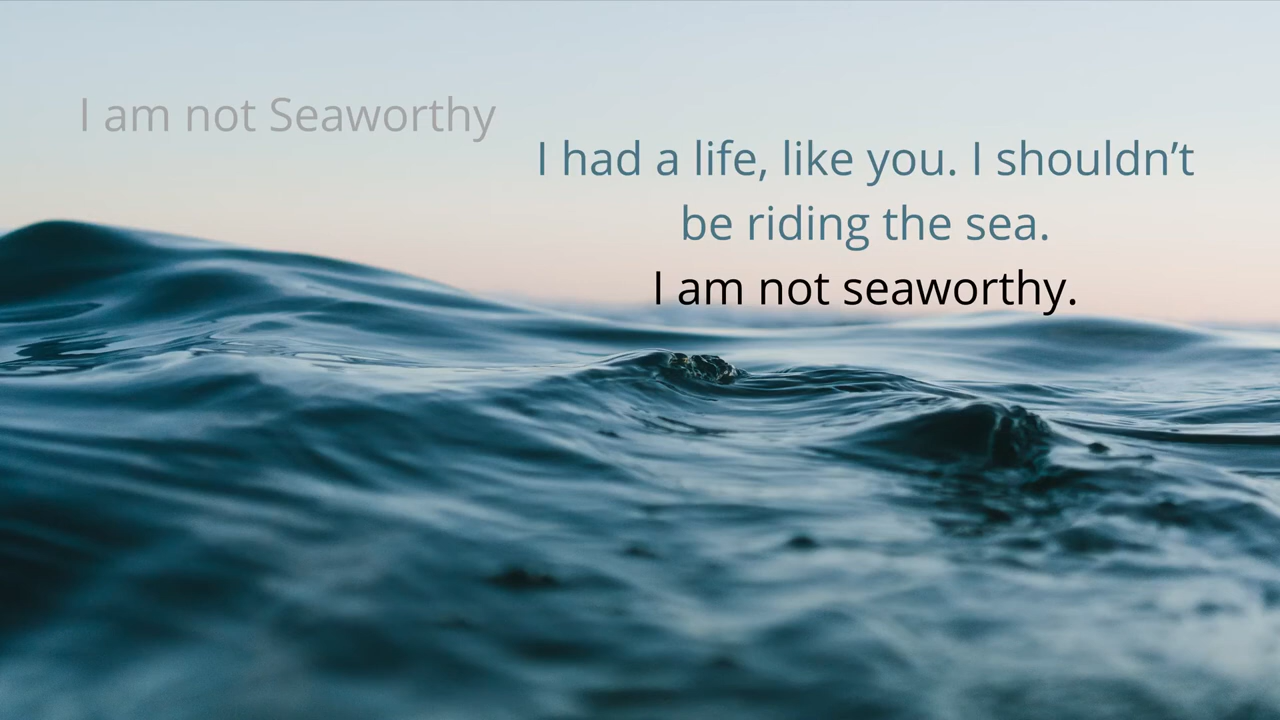 I am not Seaworthy
I had a life, like you. I shouldn’t
be riding the sea.
I am not seaworthy.